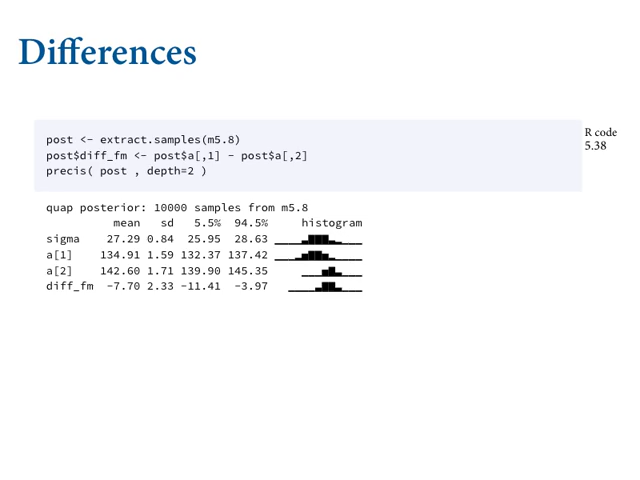 Differences
post <- extract.samples(m5.8)
post$diff_fm <- post$a[,1] - post$a[,2]
precis( post , depth=2 )
R code
5.38
quap posterior: 10000 samples from m5.8
mean sd 5.5% 94.5% histogram
sigma 27.29 0.84 25.95 28.63 ▁▁▁▁▃▇▇▇▃▂▁▁▁
a[1] 134.91 1.59 132.37 137.42 ▁▁▁▂▅▇▇▅▂▁▁▁▁
a[2] 142.60 1.71 139.90 145.35 ▁▁▁▅▇▂▁▁▁
diff_fm -7.70 2.33 -11.41 -3.97 ▁▁▁▁▃▇▇▂▁▁▁